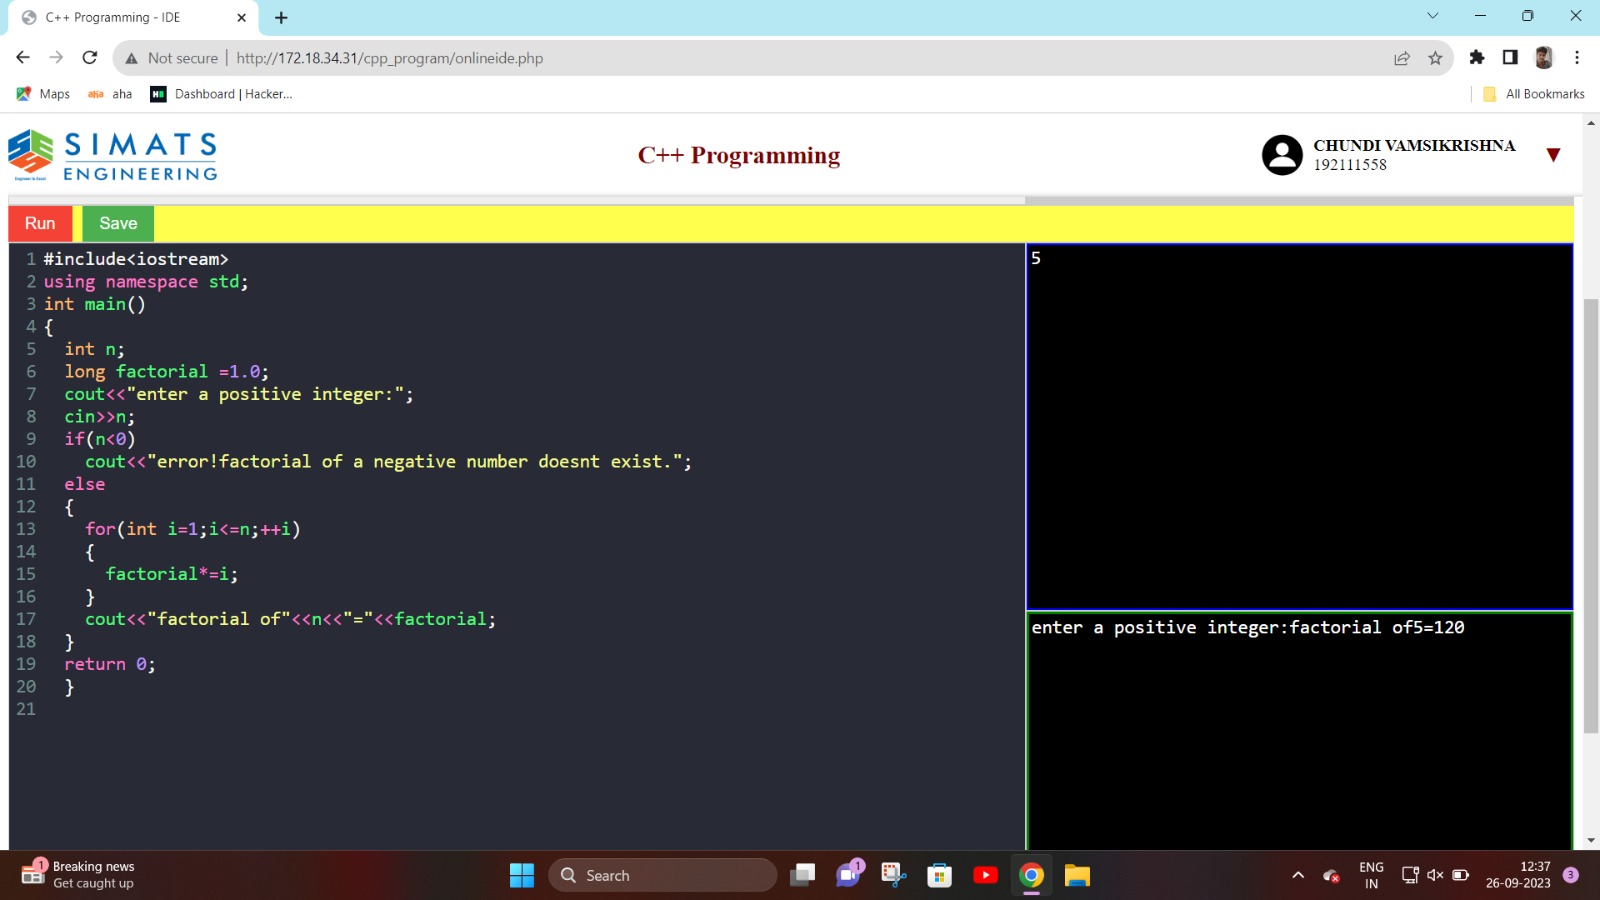 C++ Programming - IDE
Not secure | http://172.18.34.31/cpp_program/onlineide.php
Maps aha aha Dashboard | Hacker... All Bookmarks
SIMATS
ENGINEERING
C++ Programming
CHUNDI VAMSIKRISHNA
192111558
Run Save
1 #include<iostream>
2 using namespace std;
3 int main()
4 {
5 int n;
6 long factorial =1.0;
7 cout<<"enter a positive integer:";
8 cin>>n;
9 if(n<0)
10 cout<<"error!factorial of a negative number doesnt exist.";
11 else
12 {
13 for(int i=1;i<=n;++i)
14 {
15 factorial*=i;
16 }
17 cout<<"factorial of"<<n<<"="<<factorial;
18 }
19 return 0;
20 }
21
5
enter a positive integer:factorial of5=120
1
Breaking news
Get caught up
Search
1
ENG
IN
12:37
26-09-2023
3